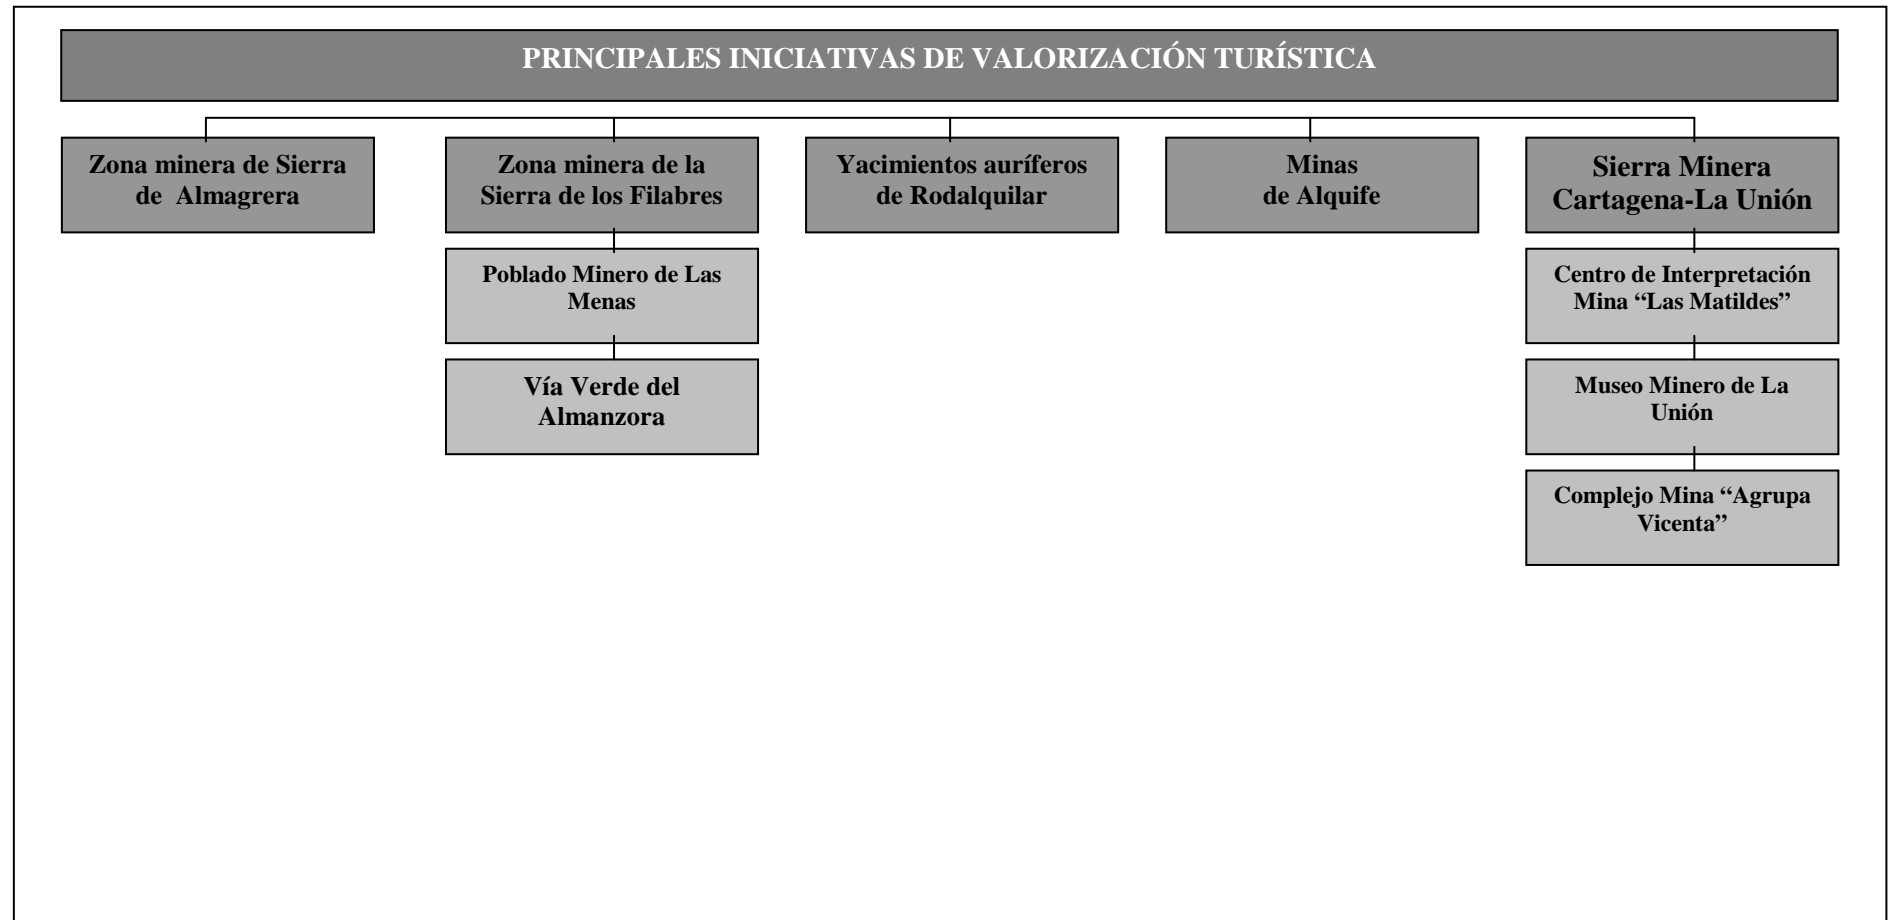 PRINCIPALES INICIATIVAS DE VALORIZACIÓN TURÍSTICA
Zona minera de Sierra
de Almagrera
Zona minera de la
Sierra de los Filabres
Yacimientos auríferos
de Rodalquilar
Minas
de Alquife
Sierra Minera
Cartagena-La Unión
Poblado Minero de Las
Menas
Centro de Interpretación
Mina “Las Matildes”
Vía Verde del
Almanzora
Museo Minero de La
Unión
Complejo Mina “Agrupa
Vicenta”